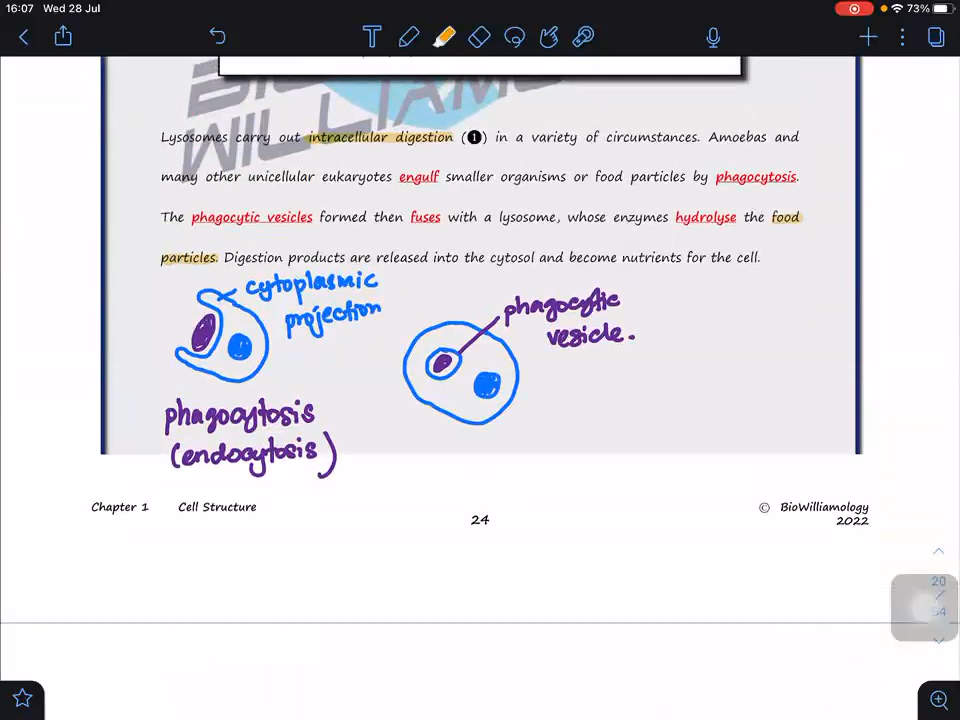 16:07 Wed 28 Jul
73%
Lysosomes carry out intracellular digestion (❶) in a variety of circumstances. Amoebas and
many other unicellular eukaryotes engulf smaller organisms or food particles by phagocytosis.
The phagocytic vesicles formed then fuses with a lysosome, whose enzymes hydrolyse the food
particles. Digestion products are released into the cytosol and become nutrients for the cell.
cytoplasmic
projection
phagocytic
vesicle.
phagocytosis
(endocytosis)
Chapter 1 Cell Structure
24
© BioWilliamology
2022
20
54